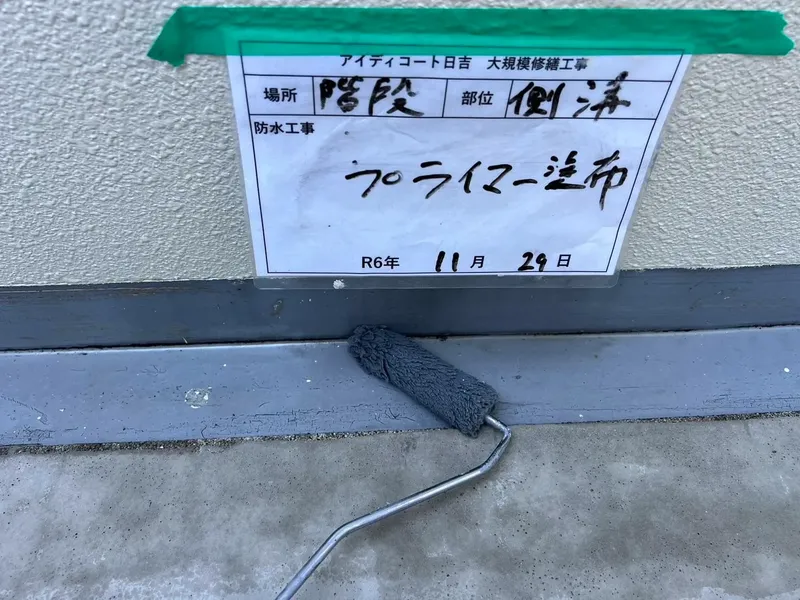 アイディコート日吉 大規模修繕工事
場所 階段 部位 側溝
防水工事
プライマー塗布
R6年 11月 29日